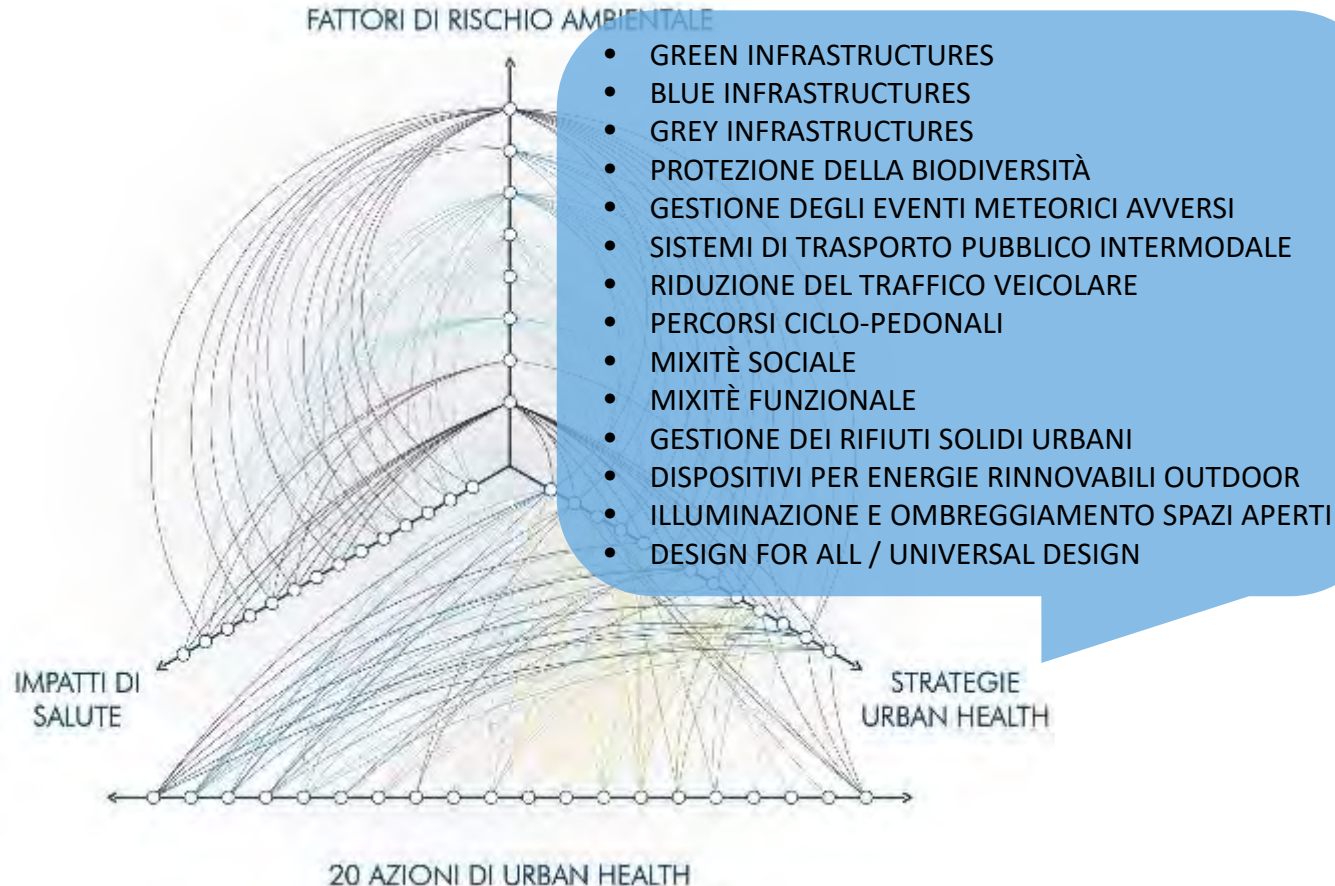 FATTORI DI RISCHIO AMBIENTALE
• GREEN INFRASTRUCTURES
• BLUE INFRASTRUCTURES
• GREY INFRASTRUCTURES
• PROTEZIONE DELLA BIODIVERSITÀ
• GESTIONE DEGLI EVENTI METEORICI AVVERSI
• SISTEMI DI TRASPORTO PUBBLICO INTERMODALE
• RIDUZIONE DEL TRAFFICO VEICOLARE
• PERCORSI CICLO-PEDONALI
• MIXITÈ SOCIALE
• MIXITÈ FUNZIONALE
• GESTIONE DEI RIFIUTI SOLIDI URBANI
• DISPOSITIVI PER ENERGIE RINNOVABILI OUTDOOR
• ILLUMINAZIONE E OMBREGGIAMENTO SPAZI APERTI
• DESIGN FOR ALL / UNIVERSAL DESIGN
IMPATTI DI
SALUTE
STRATEGIE
URBAN HEALTH
20 AZIONI DI URBAN HEALTH